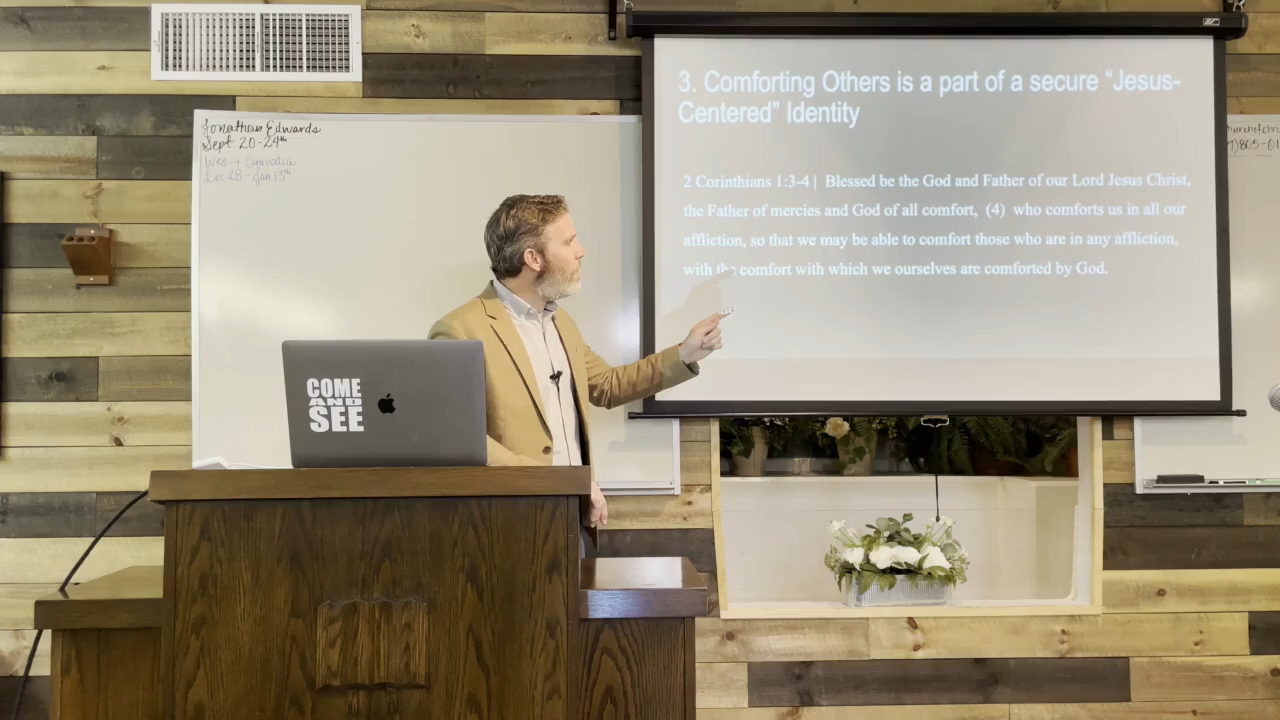 Jonathan Edwards
Sept 20-24th
Wes → Cambodia
Dec 28 - Jan 13th
3. Comforting Others is a part of a secure "Jesus-
Centered" Identity
2 Corinthians 1:3-4 | Blessed be the God and Father of our Lord Jesus Christ,
the Father of mercies and God of all comfort, (4) who comforts us in all our
affliction, so that we may be able to comfort those who are in any affliction,
with the comfort with which we ourselves are comforted by God.
COME
AND
SEE